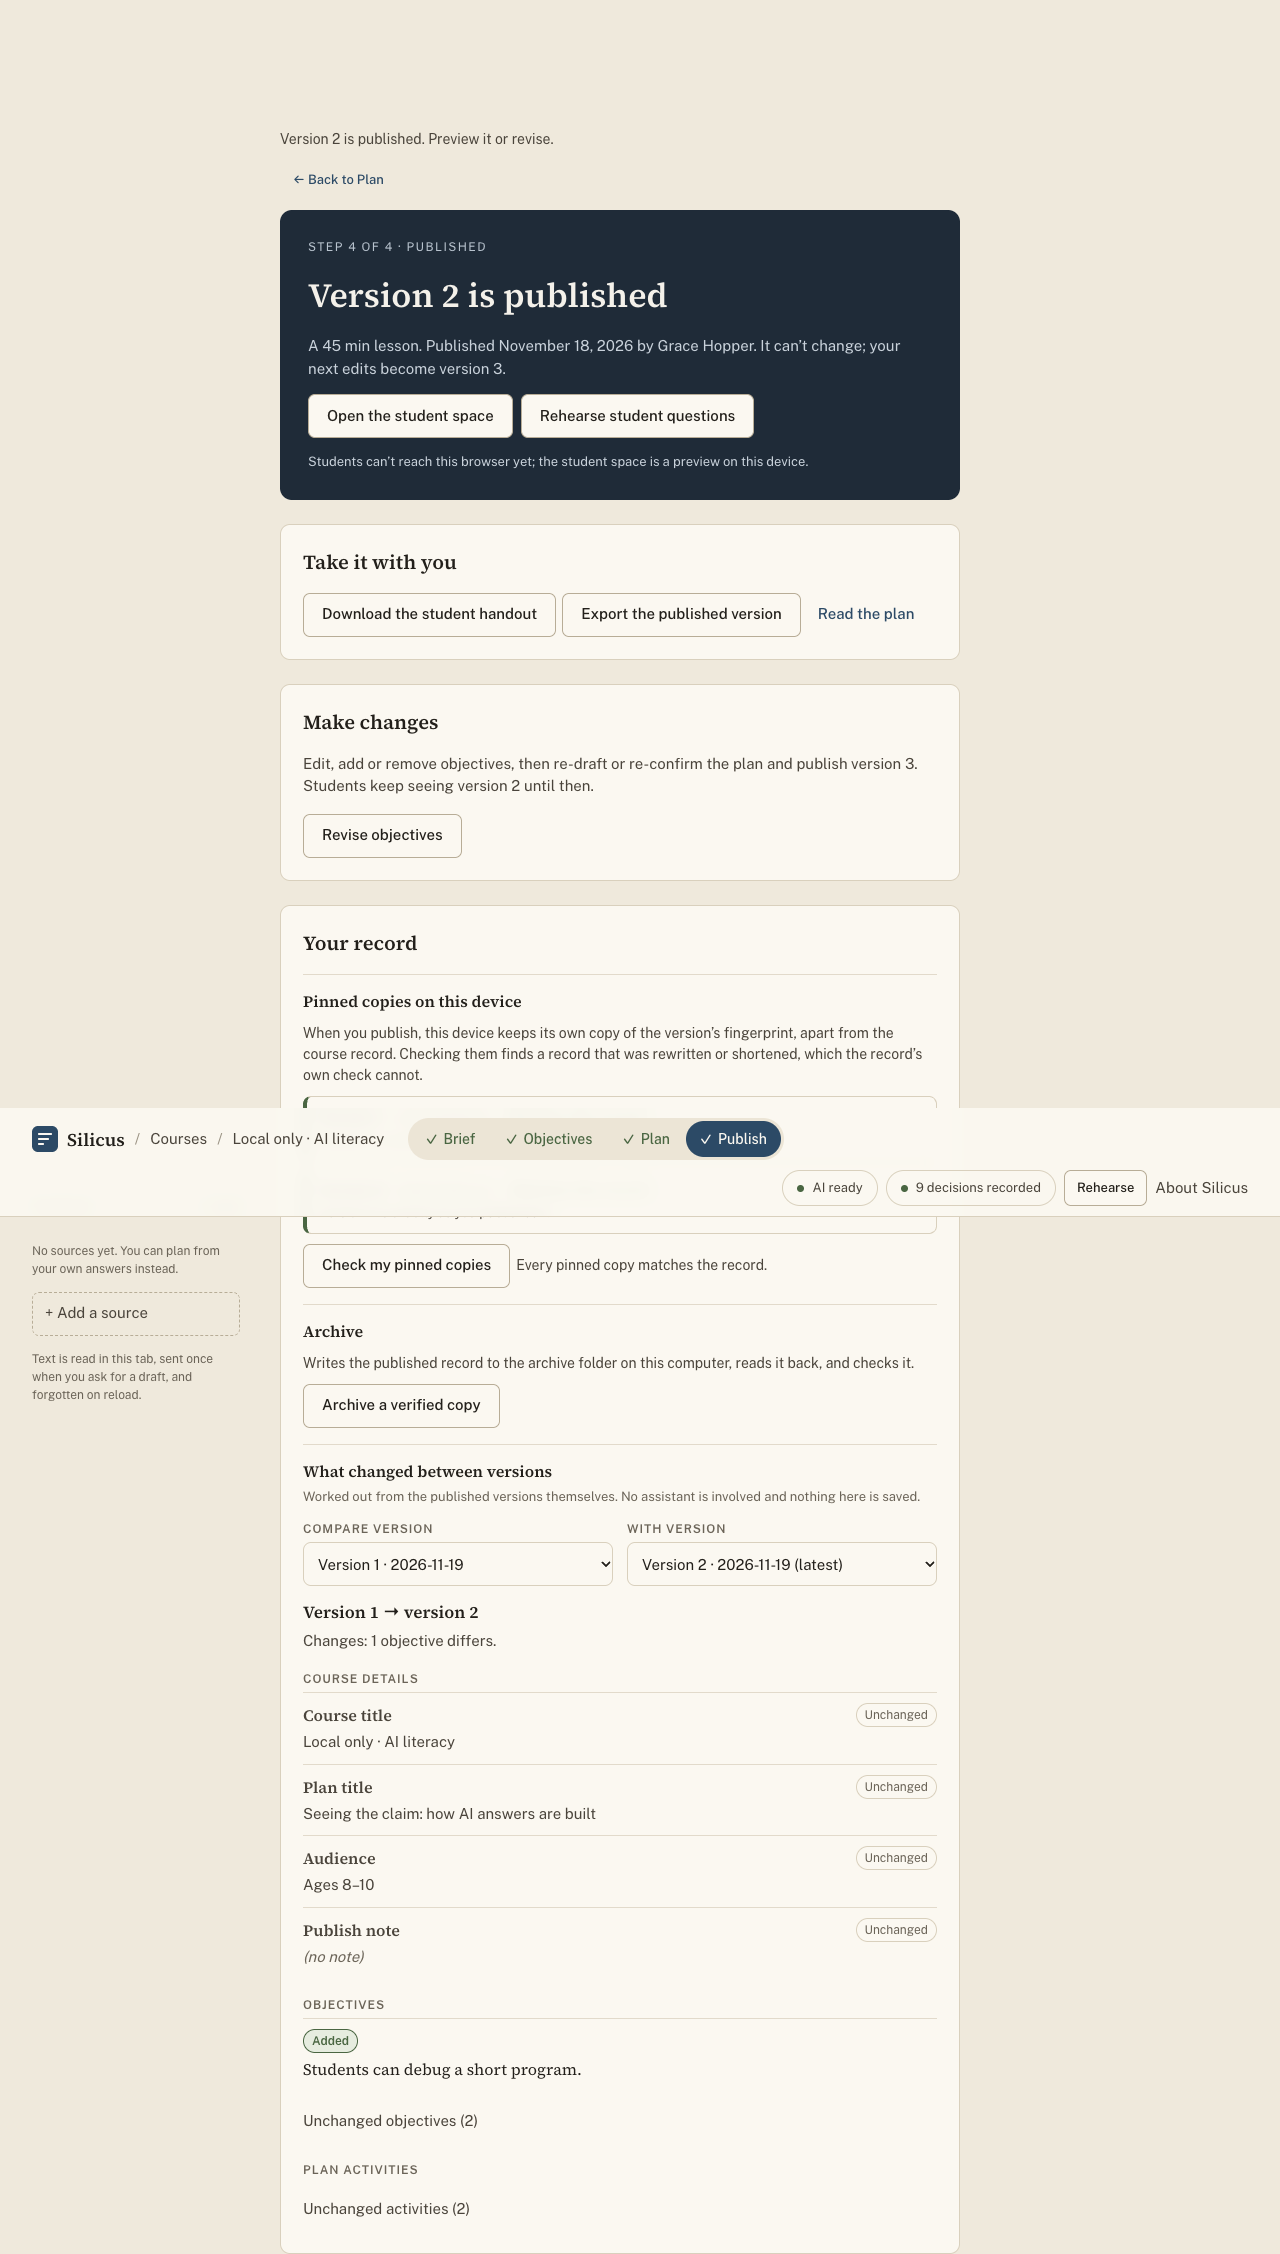 Version 2 is published. Preview it or revise.
← Back to Plan
STEP 4 OF 4 · PUBLISHED
Version 2 is published
A 45 min lesson. Published November 18, 2026 by Grace Hopper. It can't change; your
next edits become version 3.
Open the student space
Rehearse student questions
Students can't reach this browser yet; the student space is a preview on this device.
Take it with you
Download the student handout
Export the published version
Read the plan
Make changes
Edit, add or remove objectives, then re-draft or re-confirm the plan and publish version 3.
Students keep seeing version 2 until then.
Revise objectives
Your record
Pinned copies on this device
When you publish, this device keeps its own copy of the version's fingerprint, apart from the
course record. Checking them finds a record that was rewritten or shortened, which the record's
own check cannot.
Silicus / Courses / Local only · AI literacy
✓ Brief
✓ Objectives
✓ Plan
✓ Publish
AI ready
9 decisions recorded
Rehearse
About Silicus
No sources yet. You can plan from
your own answers instead.
+ Add a source
Text is read in this tab, sent once
when you ask for a draft, and
forgotten on reload.
Check my pinned copies
Every pinned copy matches the record.
Archive
Writes the published record to the archive folder on this computer, reads it back, and checks it.
Archive a verified copy
What changed between versions
Worked out from the published versions themselves. No assistant is involved and nothing here is saved.
COMPARE VERSION
WITH VERSION
Version 1 · 2026-11-19
Version 2 · 2026-11-19 (latest)
Version 1 → version 2
Changes: 1 objective differs.
COURSE DETAILS
Course title
Unchanged
Local only · AI literacy
Plan title
Unchanged
Seeing the claim: how AI answers are built
Audience
Unchanged
Ages 8–10
Publish note
Unchanged
(no note)
OBJECTIVES
Added
Students can debug a short program.
Unchanged objectives (2)
PLAN ACTIVITIES
Unchanged activities (2)